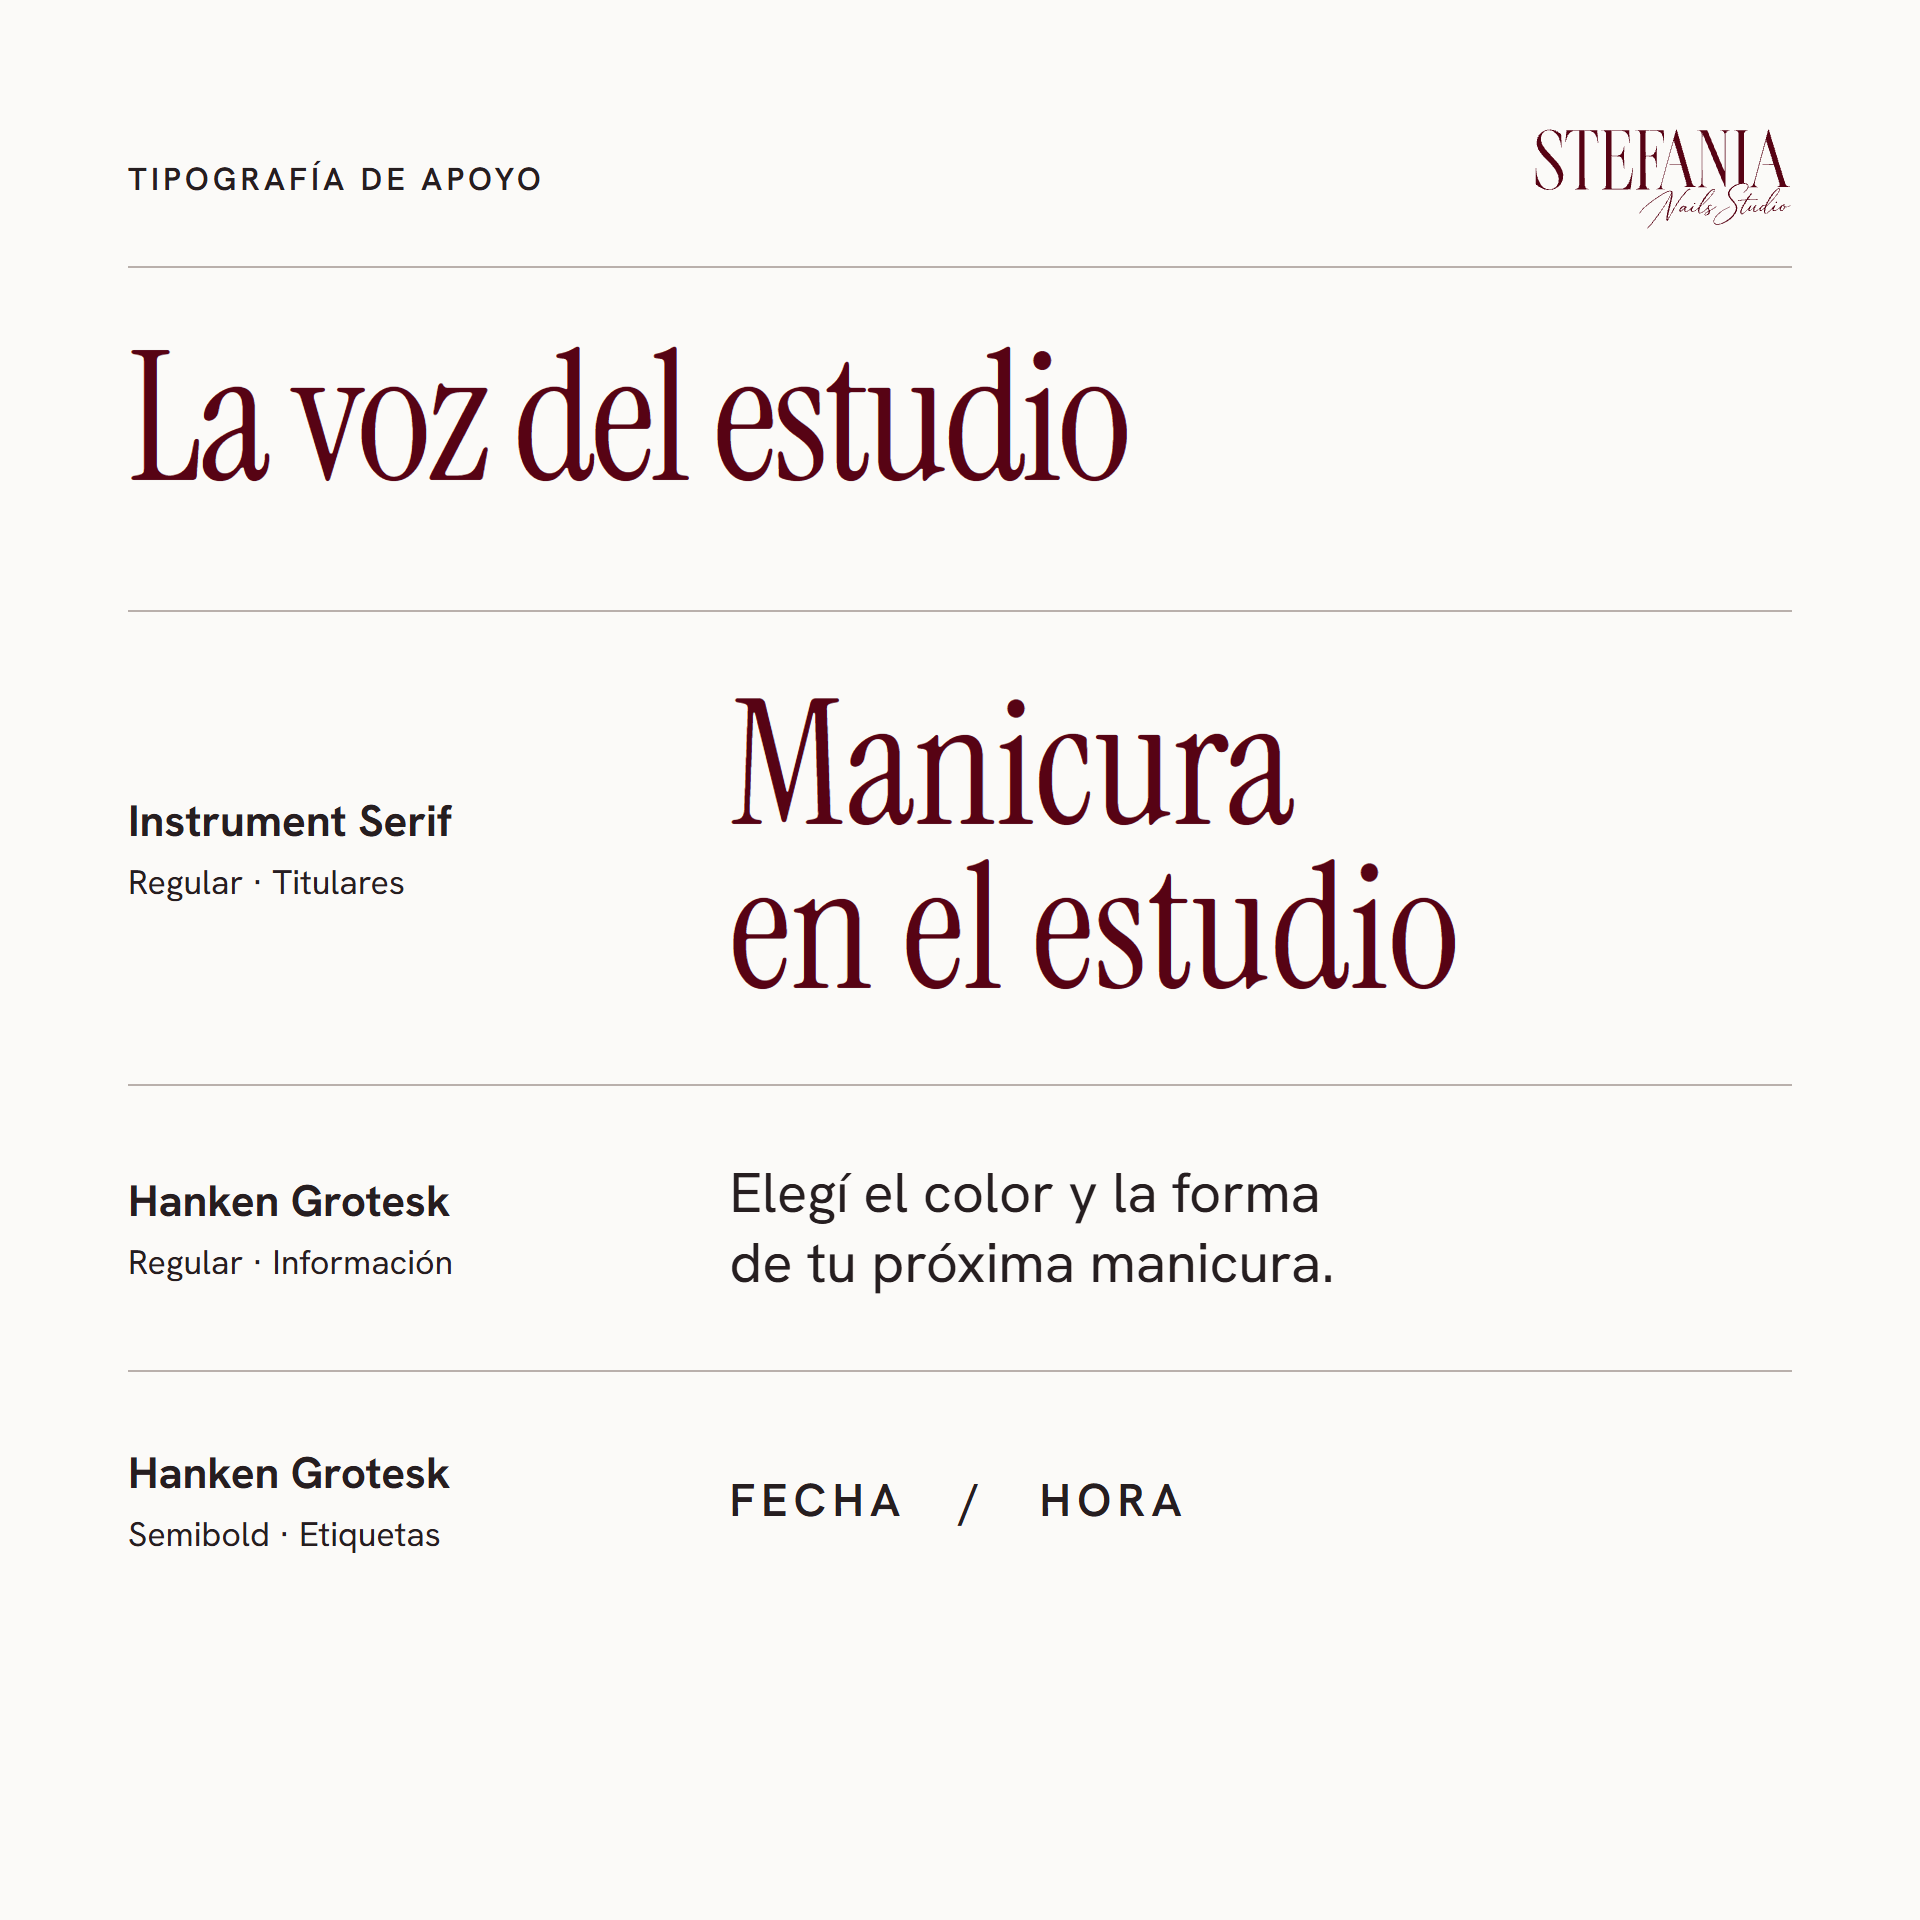 TIPOGRAFÍA DE APOYO
STEFANIA
Nails Studio
La voz del estudio
Instrument Serif
Regular · Titulares
Manicura
en el estudio
Hanken Grotesk
Regular · Información
Elegí el color y la forma
de tu próxima manicura.
Hanken Grotesk
Semibold · Etiquetas
FECHA / HORA